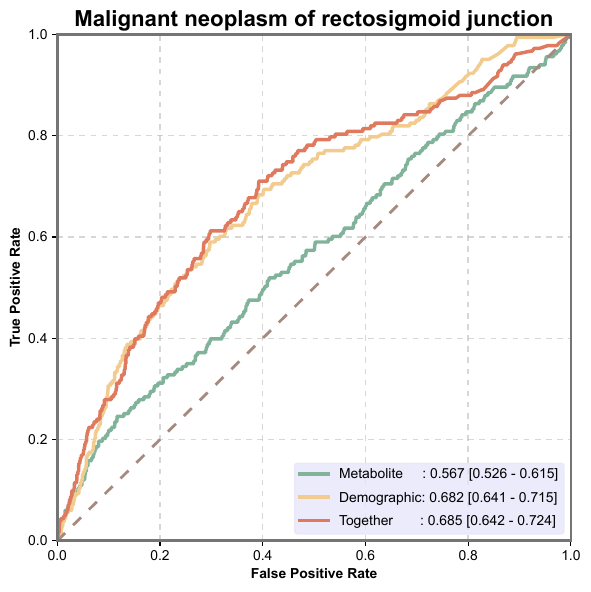 Malignant neoplasm of rectosigmoid junction
True Positive Rate
1.0
0.8
0.6
0.4
0.2
0.0
Metabolite : 0.567 [0.526 - 0.615]
Demographic: 0.682 [0.641 - 0.715]
Together : 0.685 [0.642 - 0.724]
0.0 0.2 0.4 0.6 0.8 1.0
False Positive Rate